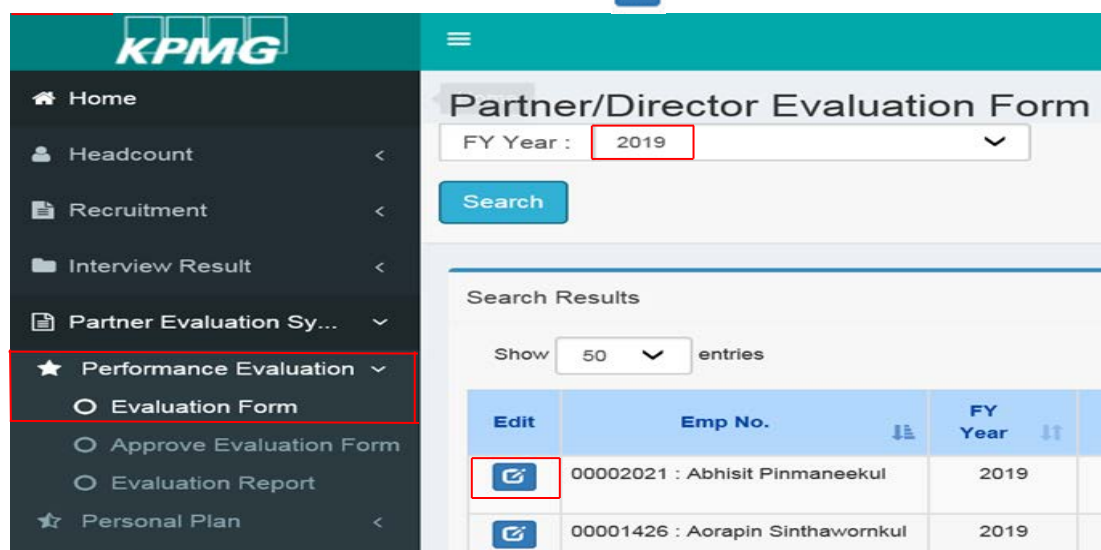 KPMG
Home
Headcount
Recruitment
Interview Result
Partner Evaluation Sy...
Performance Evaluation
Evaluation Form
Approve Evaluation Form
Evaluation Report
Personal Plan
Partner/Director Evaluation Form
FY Year : 2019
Search
Search Results
Show 50 entries
Edit Emp No. FY Year
00002021 : Abhisit Pinmaneekul 2019
00001426 : Aorapin Sinthawornkul 2019